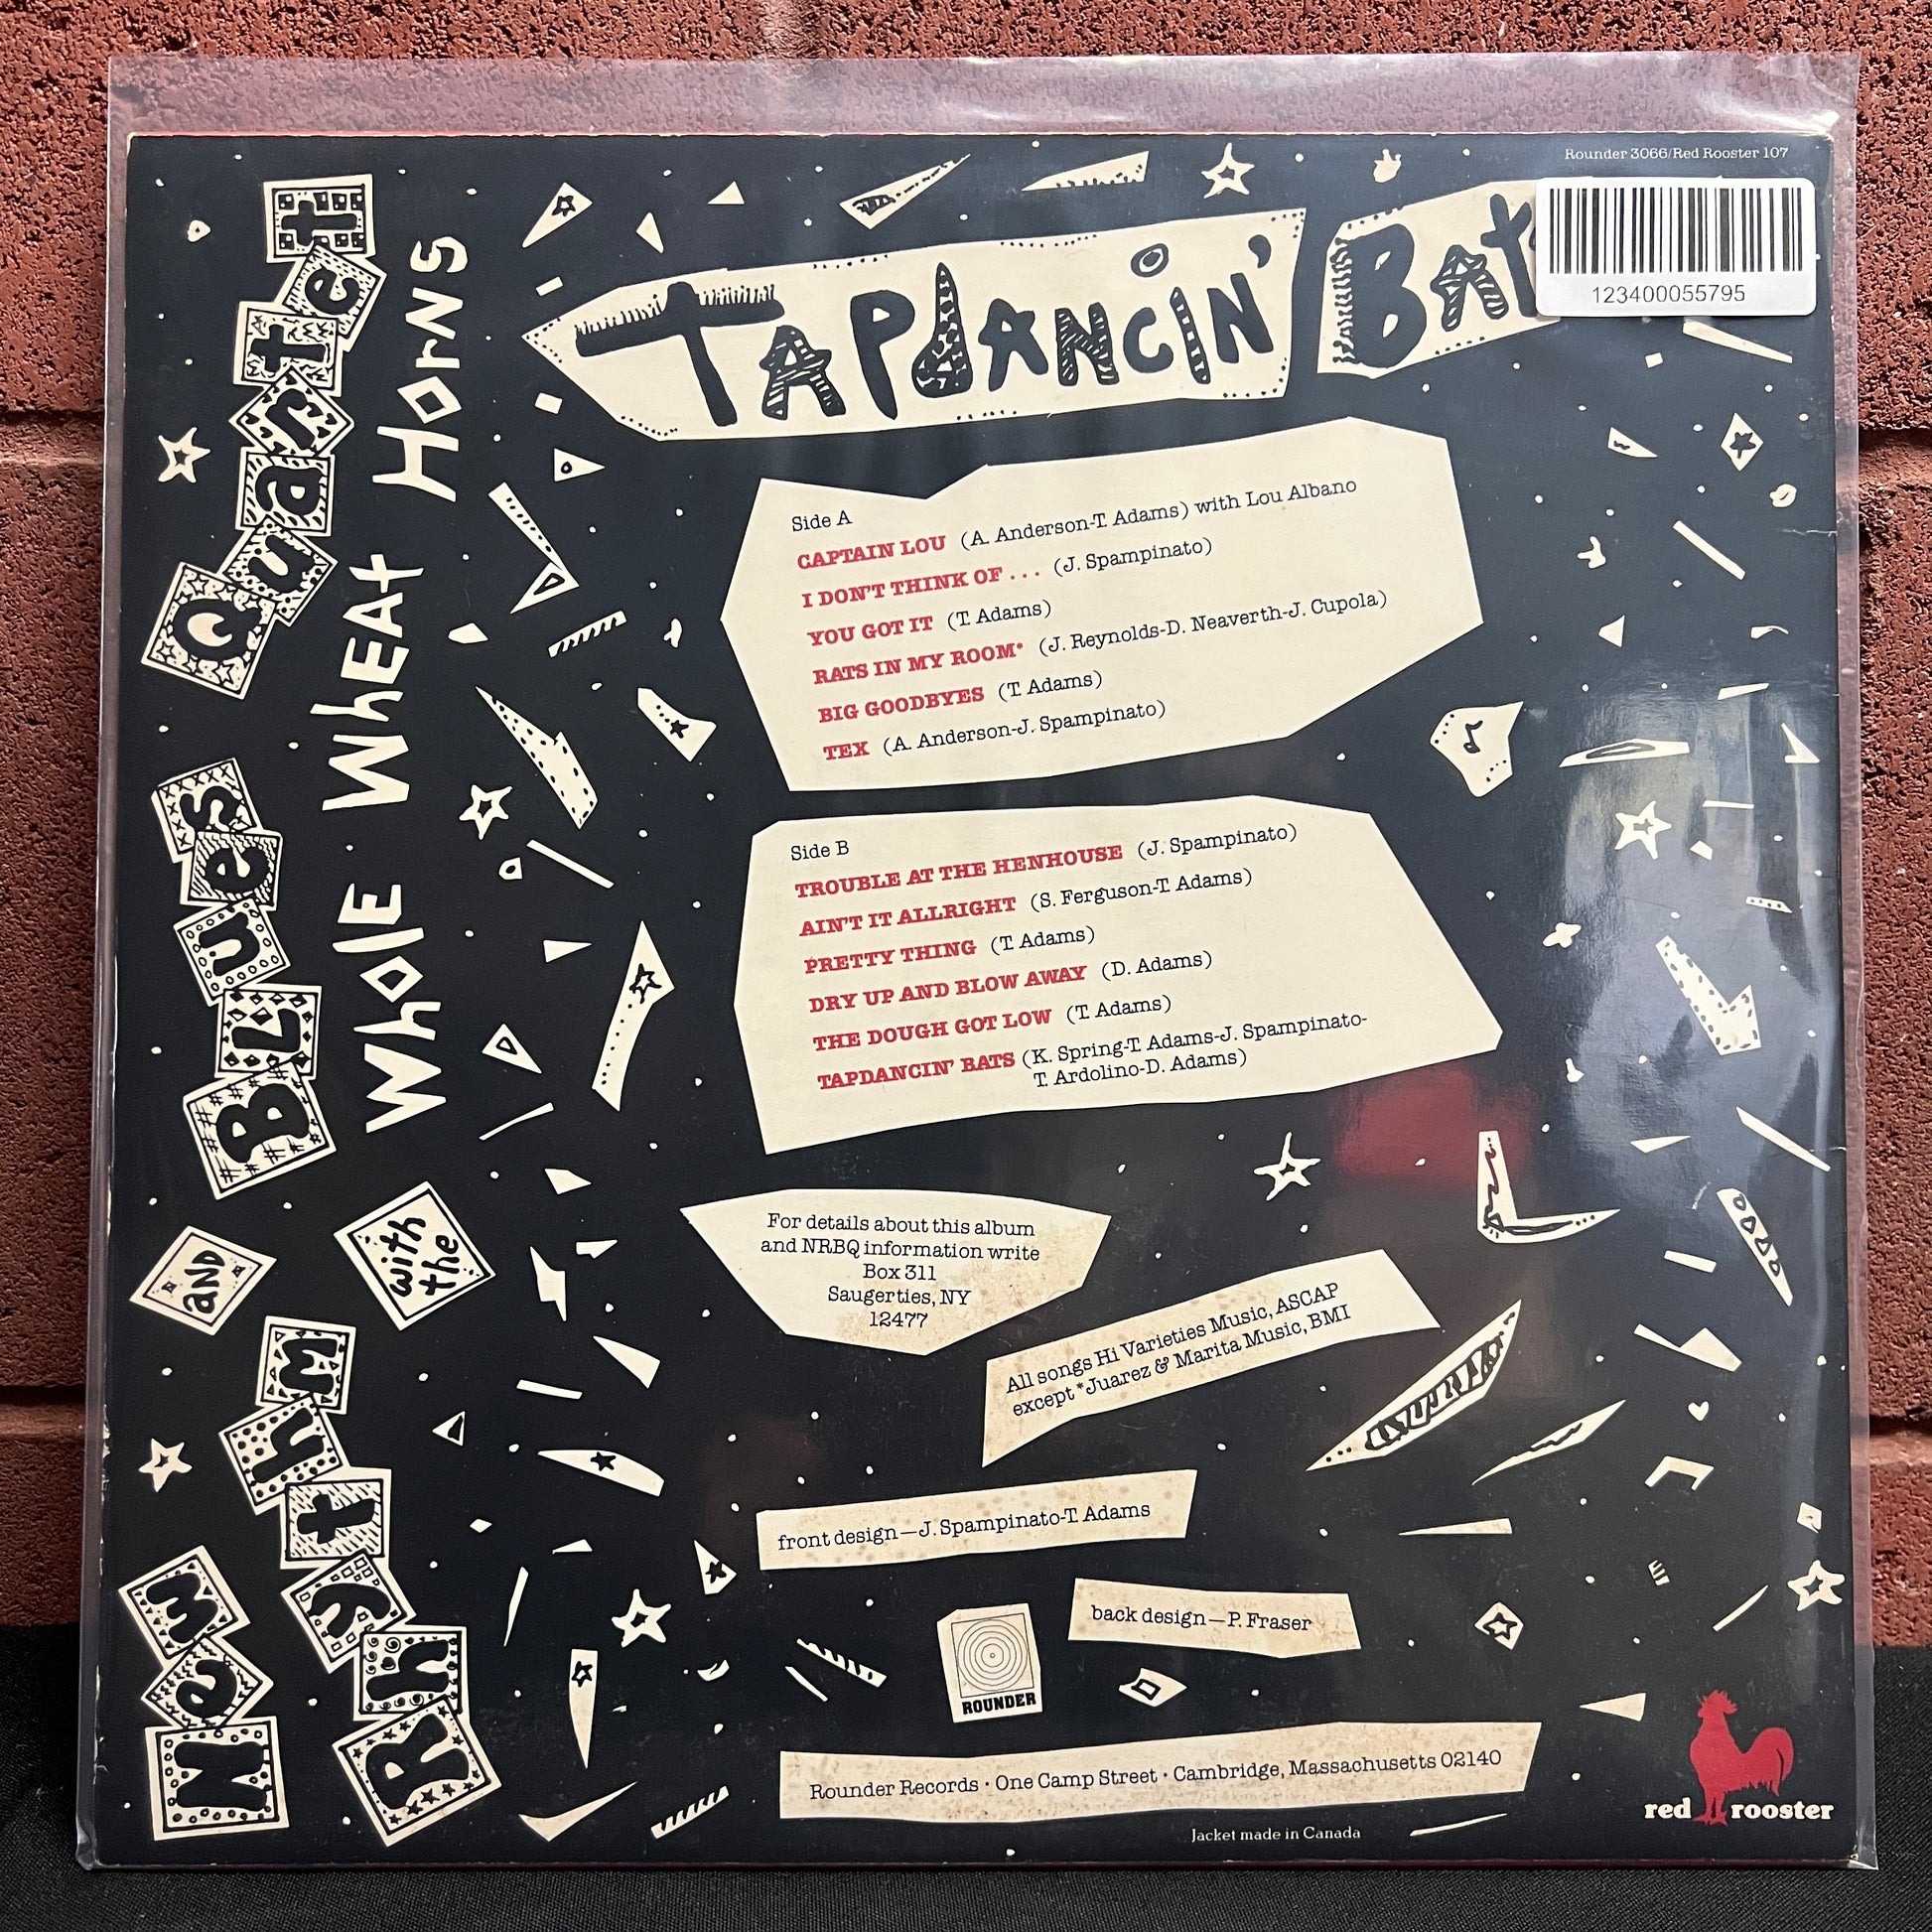 Rounder 3066/Red Rooster 107
TAPdANCiN' BAt
123400055795
New Rhythm AND BLues Quartet
with the
WholE WhEAt HOrNS
Side A
CAPTAIN LOU (A. Anderson-T. Adams) with Lou Albano
I DON'T THINK OF . . . (J. Spampinato)
YOU GOT IT (T. Adams)
RATS IN MY ROOM* (J. Reynolds-D. Neaverth-J. Cupola)
BIG GOODBYES (T. Adams)
TEX (A. Anderson-J. Spampinato)
Side B
TROUBLE AT THE HENHOUSE (J. Spampinato)
AIN'T IT ALLRIGHT (S. Ferguson-T. Adams)
PRETTY THING (T. Adams)
DRY UP AND BLOW AWAY (D. Adams)
THE DOUGH GOT LOW (T. Adams)
TAPDANCIN' BATS (K. Spring-T. Adams-J. Spampinato-
T. Ardolino-D. Adams)
For details about this album
and NRBQ information write
Box 311
Saugerties, NY
12477
All songs Hi Varieties Music, ASCAP
except *Juarez & Marita Music, BMI
front design—J. Spampinato-T. Adams
back design—P. Fraser
ROUNDER
Rounder Records · One Camp Street · Cambridge, Massachusetts 02140
red rooster
Jacket made in Canada